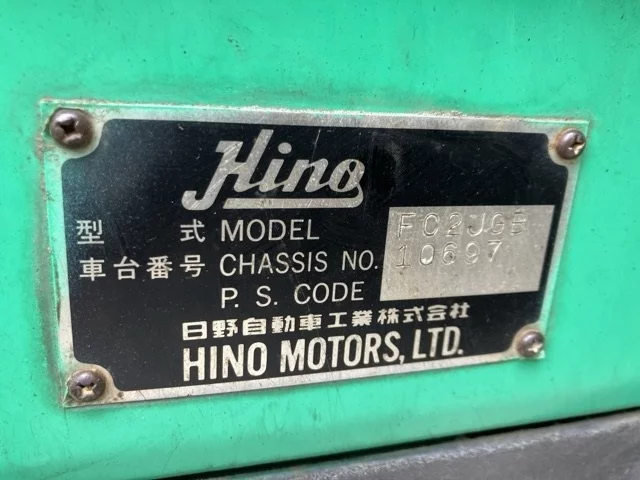 Hino
型 式 MODEL FC2JGB
車台番号 CHASSIS NO. 10697
P. S. CODE
日野自動車工業株式会社
HINO MOTORS, LTD.